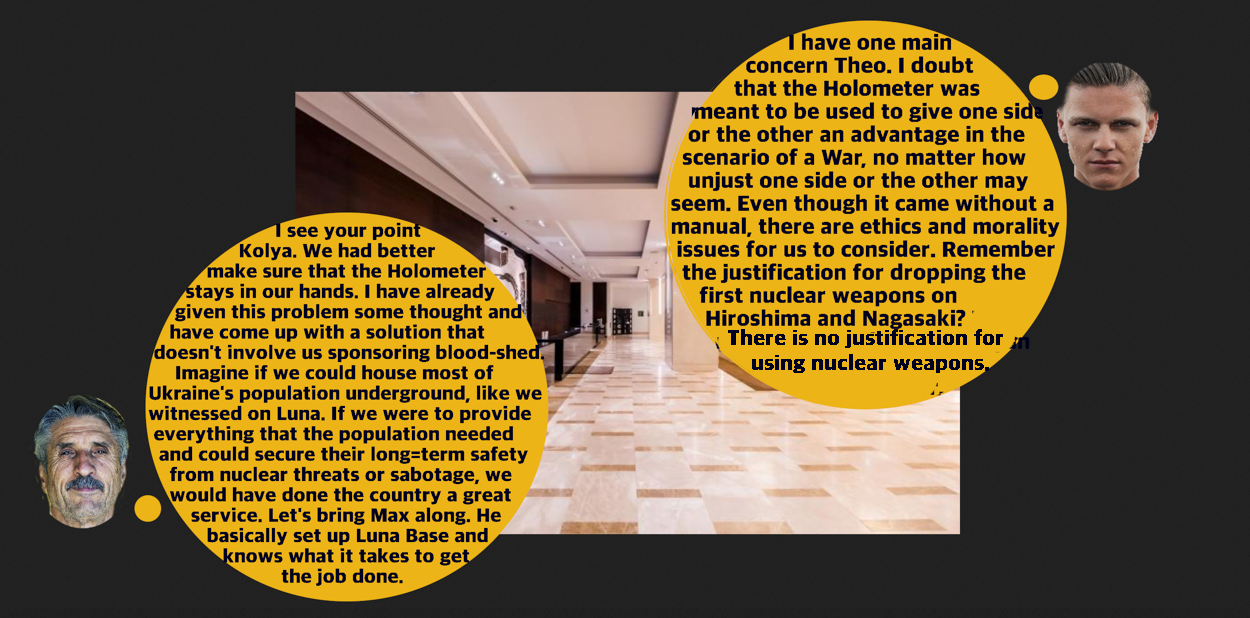 I have one main
concern Theo. I doubt
that the Holometer was
meant to be used to give one side
or the other an advantage in the
scenario of a War, no matter how
unjust one side or the other may
seem. Even though it came without a
manual, there are ethics and morality
issues for us to consider. Remember
the justification for dropping the
first nuclear weapons on
Hiroshima and Nagasaki?
There is no justification for
using nuclear weapons.
I see your point
Kolya. We had better
make sure that the Holometer
stays in our hands. I have already
given this problem some thought and
have come up with a solution that
doesn't involve us sponsoring blood-shed.
Imagine if we could house most of
Ukraine's population underground, like we
witnessed on Luna. If we were to provide
everything that the population needed
and could secure their long=term safety
from nuclear threats or sabotage, we
would have done the country a great
service. Let's bring Max along. He
basically set up Luna Base and
knows what it takes to get
the job done.